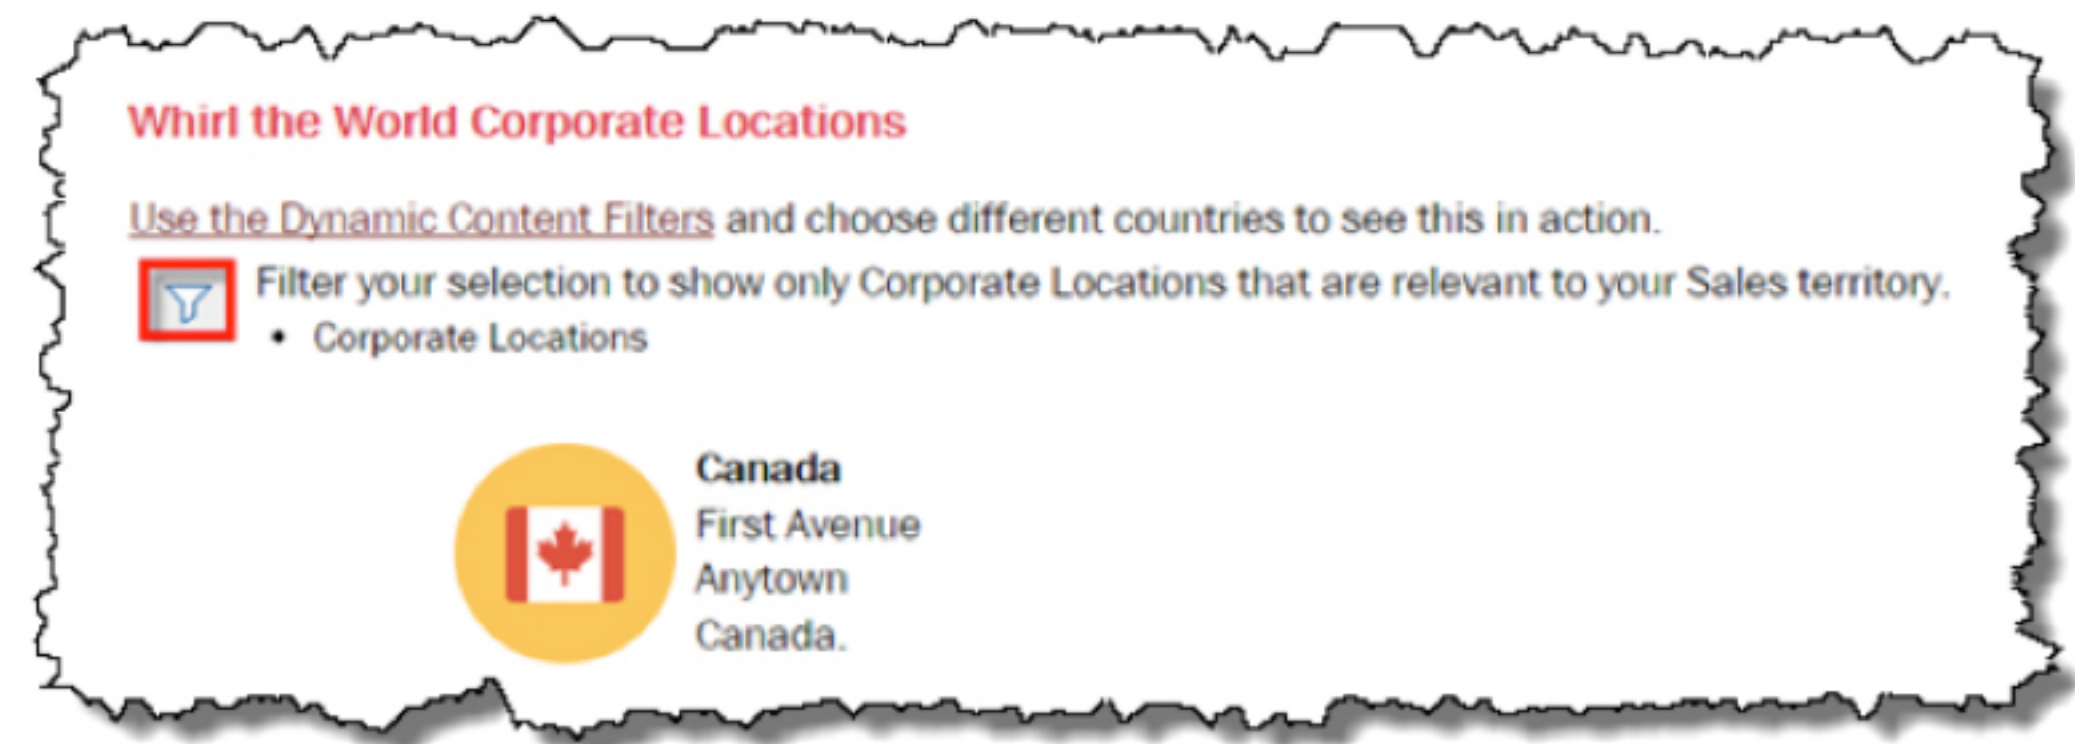 Whirl the World Corporate Locations
Use the Dynamic Content Filters and choose different countries to see this in action.
Filter your selection to show only Corporate Locations that are relevant to your Sales territory.
• Corporate Locations
Canada
First Avenue
Anytown
Canada.